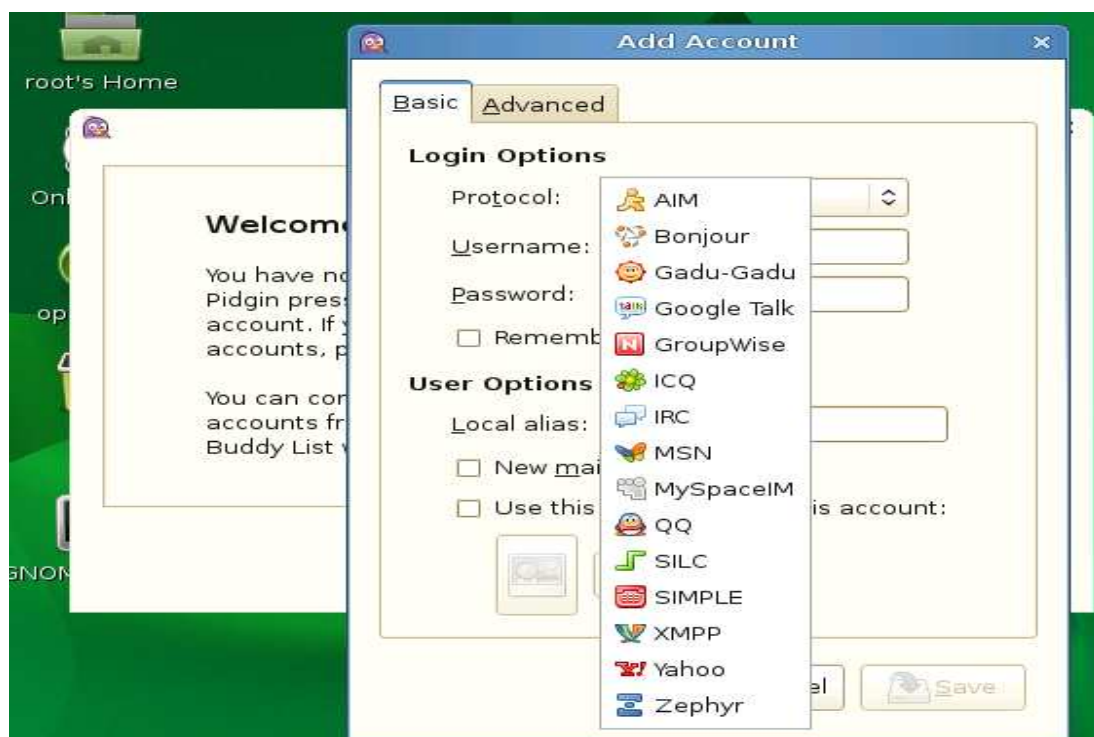 root's Home
Add Account
Basic
Advanced
Login Options
Protocol:
Username:
Password:
Rememb
User Options
Local alias:
New mai
Use this
is account:
AIM
Bonjour
Gadu-Gadu
Google Talk
GroupWise
ICQ
IRC
MSN
MySpaceIM
QQ
SILC
SIMPLE
XMPP
Yahoo
Zephyr
el
Save
Welcome
You have no
Pidgin press
account. If y
accounts, p
You can con
accounts fr
Buddy List w
Onl
op
GNOM